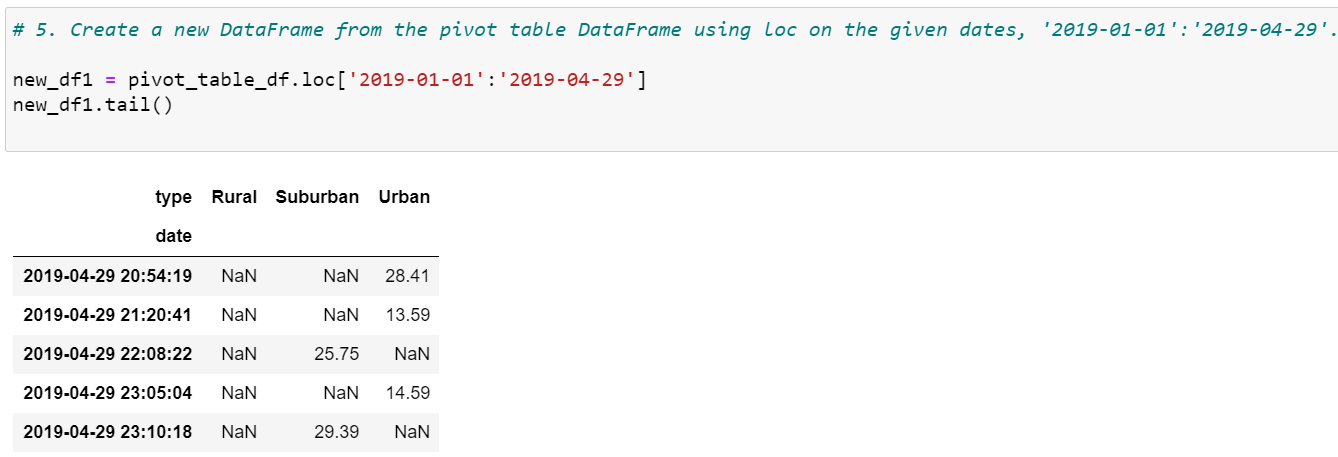 # 5. Create a new DataFrame from the pivot table DataFrame using loc on the given dates, '2019-01-01':'2019-04-29'.
new_df1 = pivot_table_df.loc['2019-01-01':'2019-04-29']
new_df1.tail()
type Rural Suburban Urban
date
2019-04-29 20:54:19 NaN NaN 28.41
2019-04-29 21:20:41 NaN NaN 13.59
2019-04-29 22:08:22 NaN 25.75 NaN
2019-04-29 23:05:04 NaN NaN 14.59
2019-04-29 23:10:18 NaN 29.39 NaN